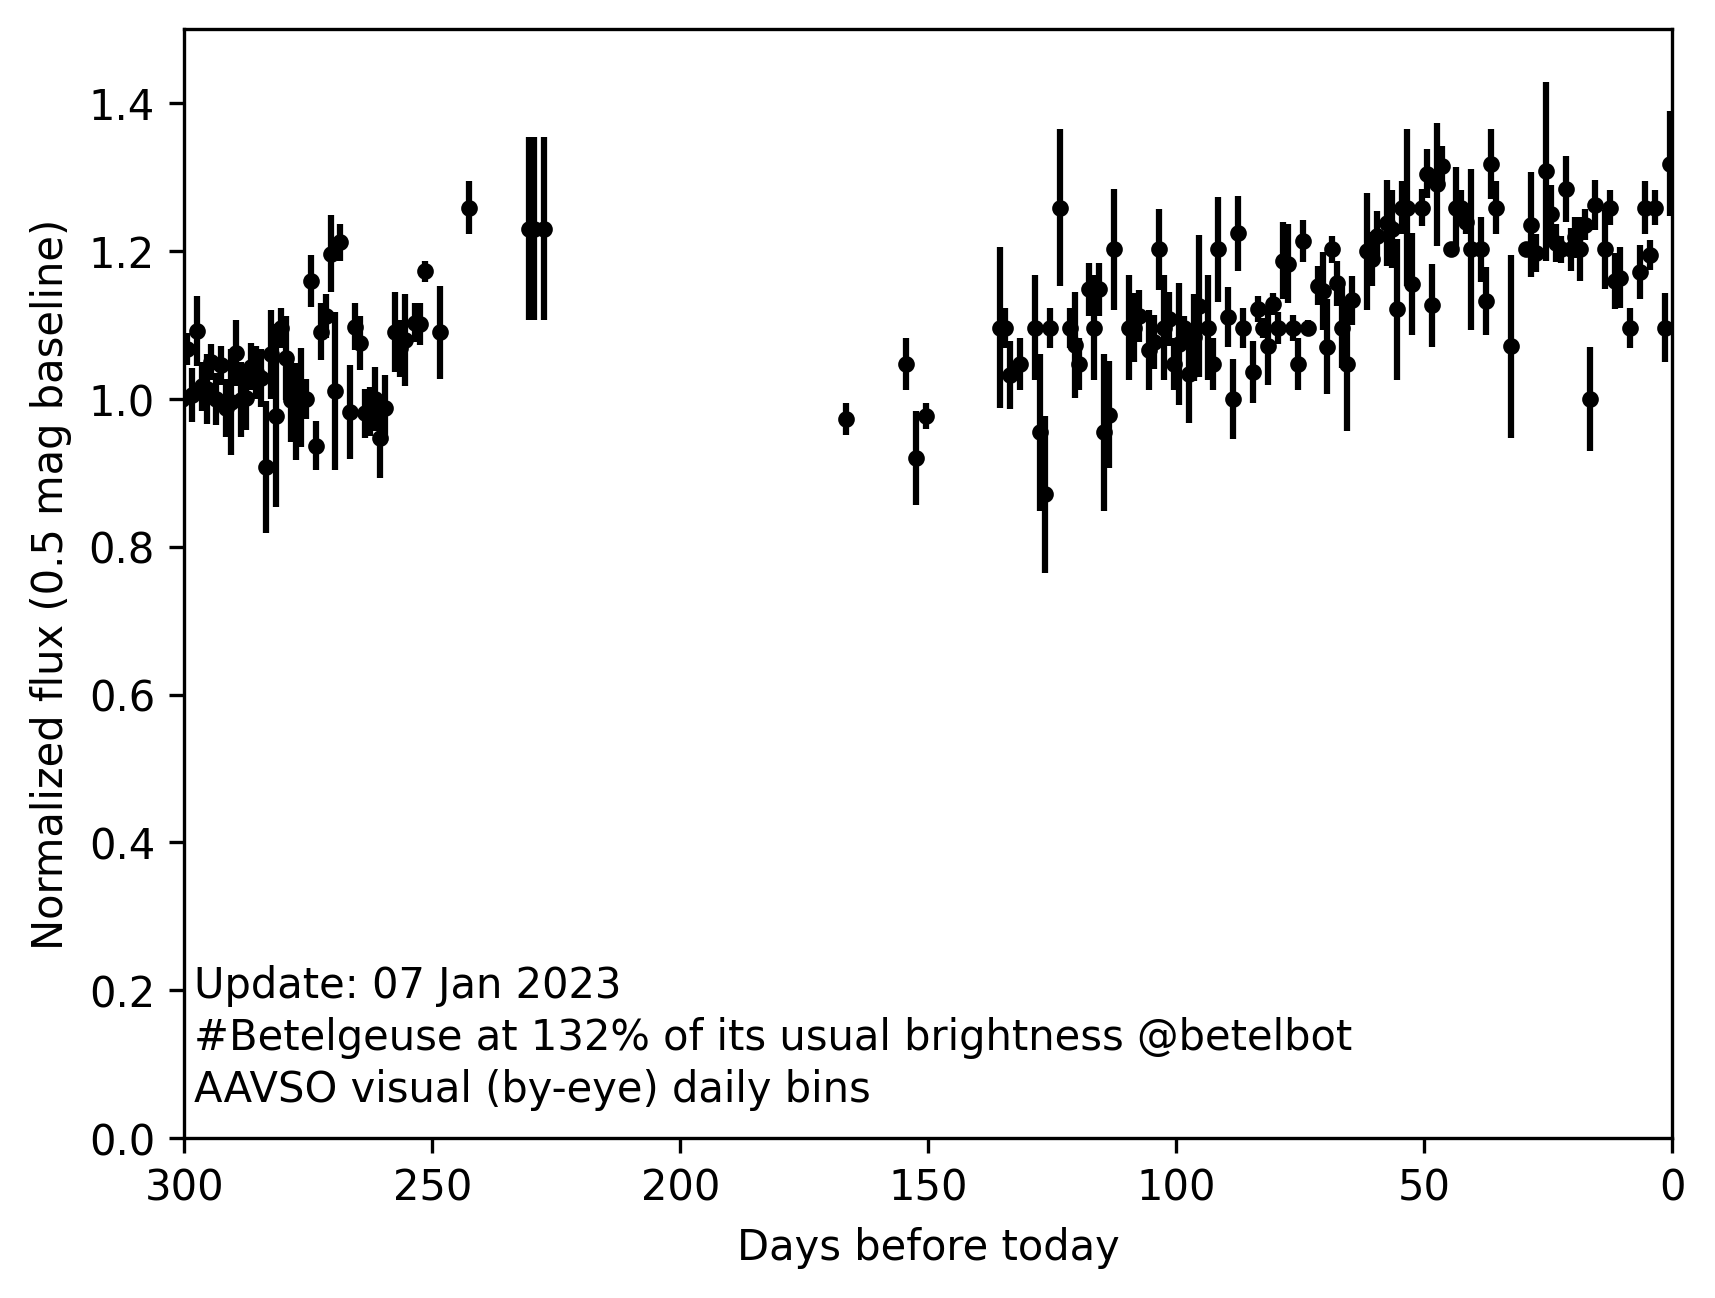 1.4
1.2
1.0
0.8
0.6
0.4
0.2
0.0
Normalized flux (0.5 mag baseline)
Update: 07 Jan 2023
#Betelgeuse at 132% of its usual brightness @betelbot
AAVSO visual (by-eye) daily bins
300 250 200 150 100 50 0
Days before today